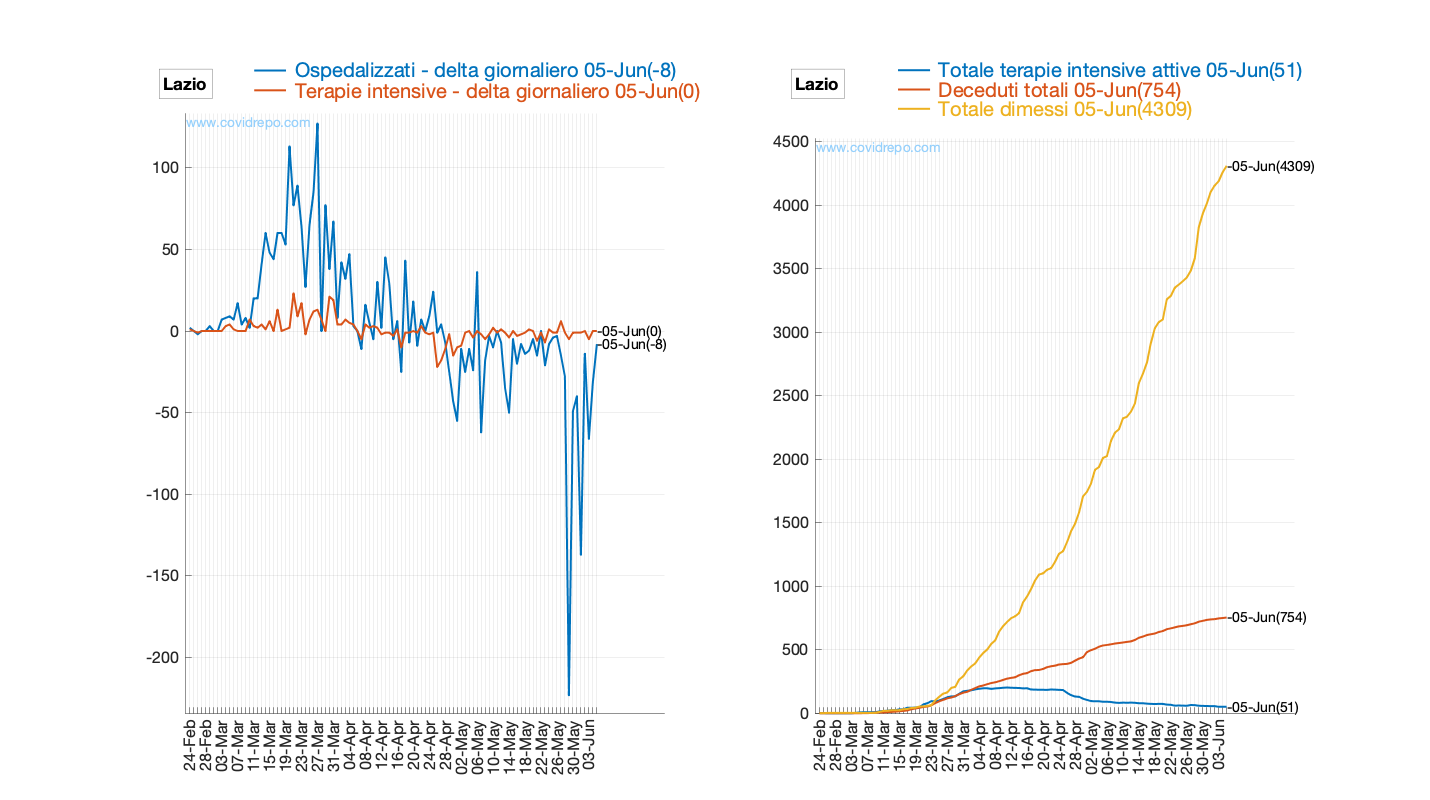 Lazio
Ospedalizzati - delta giornaliero 05-Jun(-8)
Terapie intensive - delta giornaliero 05-Jun(0)
www.covidrepo.com
100
50
0
-50
-100
-150
-200
-05-Jun(0)
-05-Jun(-8)
24-Feb
28-Feb
03-Mar
07-Mar
11-Mar
15-Mar
19-Mar
23-Mar
27-Mar
31-Mar
04-Apr
08-Apr
12-Apr
16-Apr
20-Apr
24-Apr
28-Apr
02-May
06-May
10-May
14-May
18-May
22-May
26-May
30-May
03-Jun
Lazio
Totale terapie intensive attive 05-Jun(51)
Deceduti totali 05-Jun(754)
Totale dimessi 05-Jun(4309)
www.covidrepo.com
4500
4000
3500
3000
2500
2000
1500
1000
500
0
-05-Jun(4309)
-05-Jun(754)
-05-Jun(51)
24-Feb
28-Feb
03-Mar
07-Mar
11-Mar
15-Mar
19-Mar
23-Mar
27-Mar
31-Mar
04-Apr
08-Apr
12-Apr
16-Apr
20-Apr
24-Apr
28-Apr
02-May
06-May
10-May
14-May
18-May
22-May
26-May
30-May
03-Jun